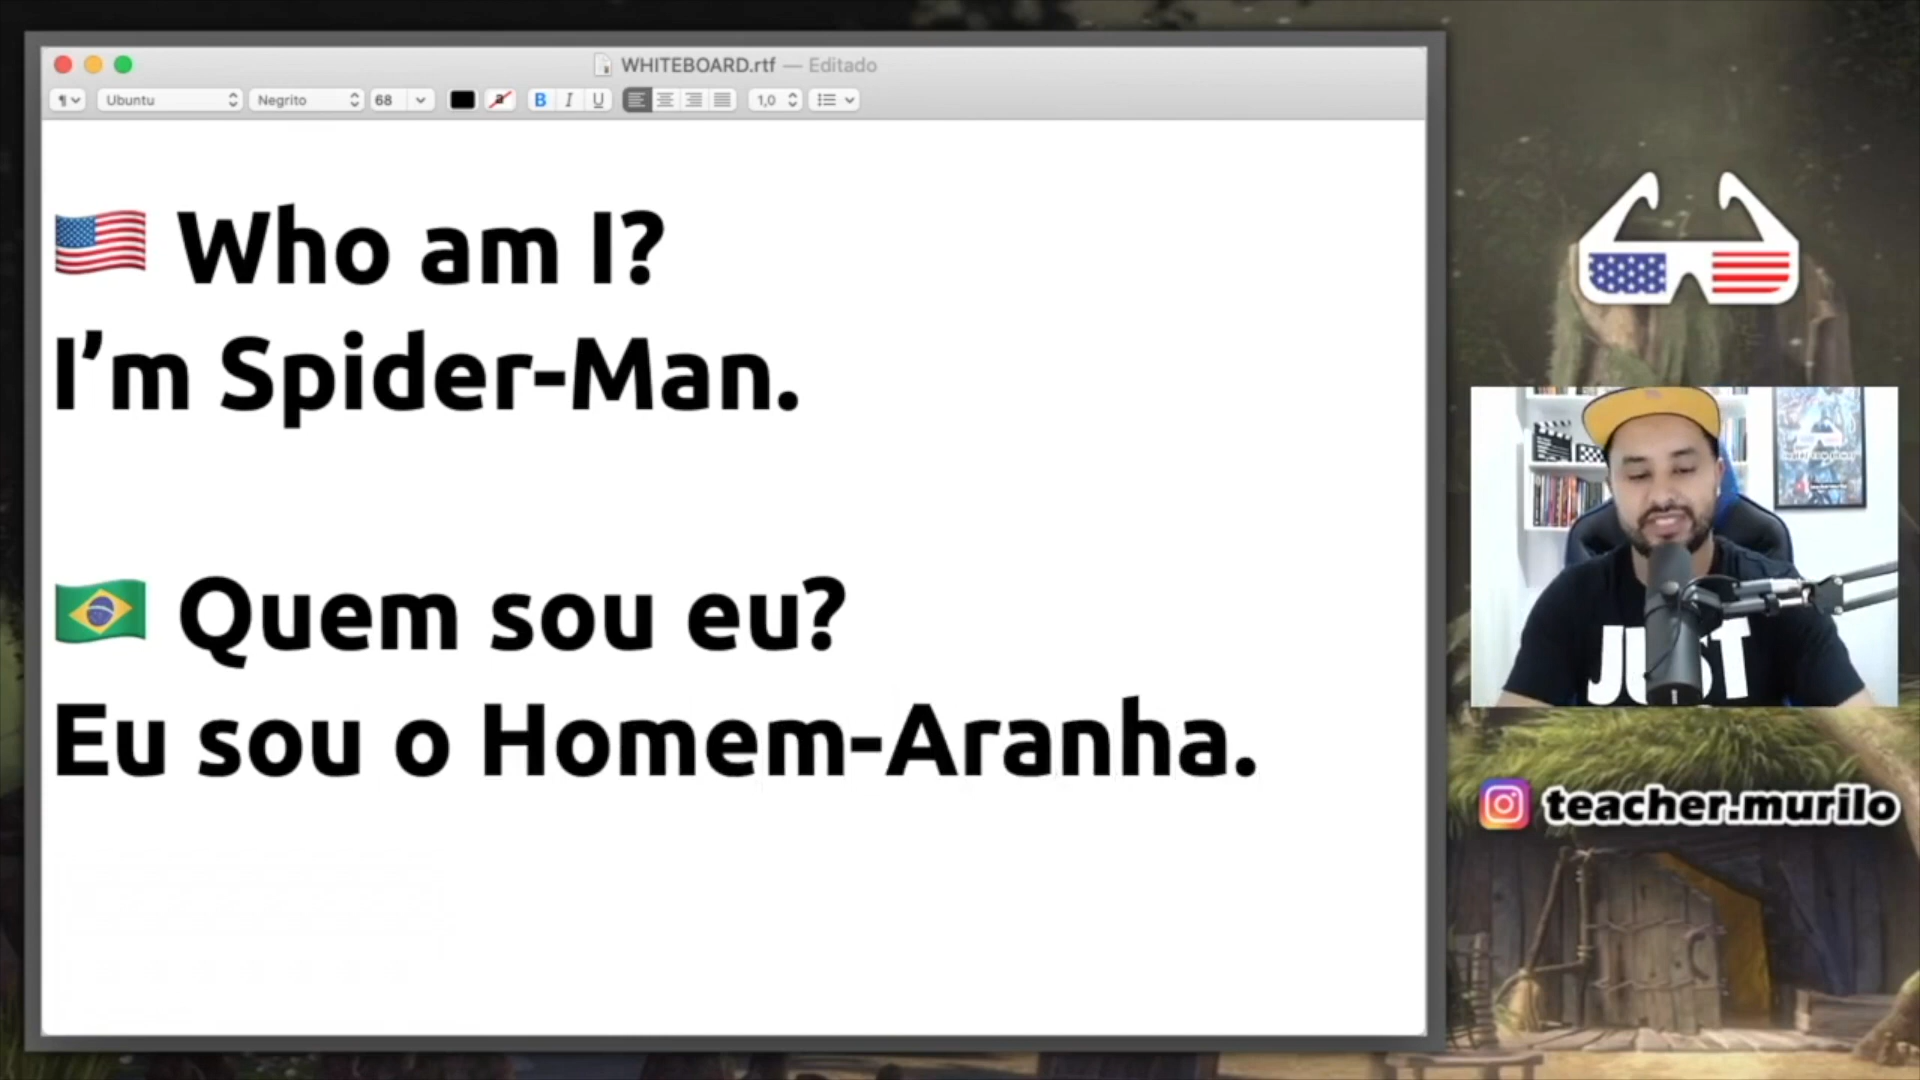 WHITEBOARD.rtf — Editado
Ubuntu
Negrito
68
B I U
1,0
🇺🇸 Who am I?
I’m Spider-Man.
🇧🇷 Quem sou eu?
Eu sou o Homem-Aranha.
JUST
teacher.murilo